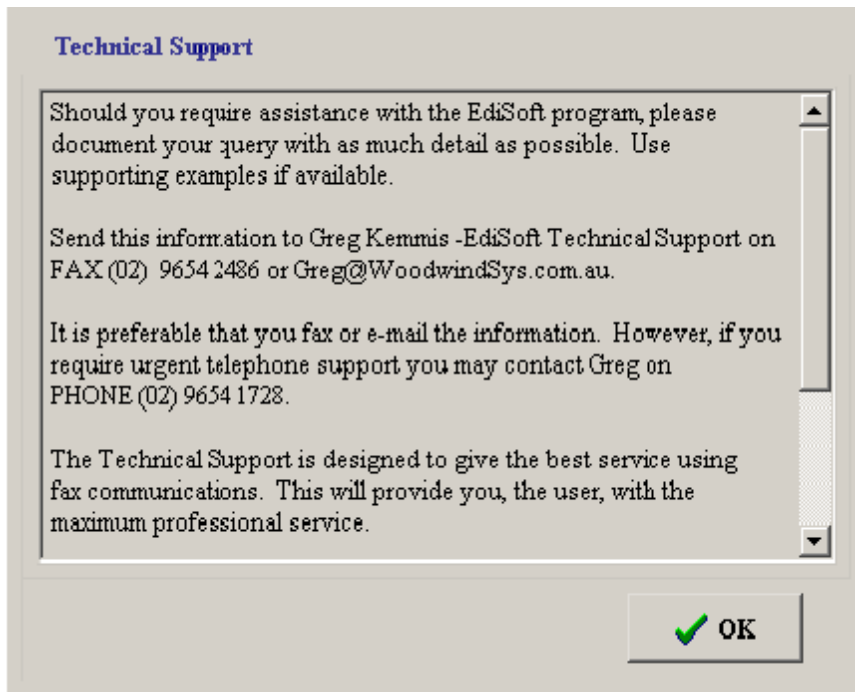 Technical Support
Should you require assistance with the EdiSoft program, please
document your query with as much detail as possible. Use
supporting examples if available.
Send this information to Greg Kemmis -EdiSoft Technical Support on
FAX (02) 9654 2486 or Greg@WoodwindSys.com.au.
It is preferable that you fax or e-mail the information. However, if you
require urgent telephone support you may contact Greg on
PHONE (02) 9654 1728.
The Technical Support is designed to give the best service using
fax communications. This will provide you, the user, with the
maximum professional service.
OK